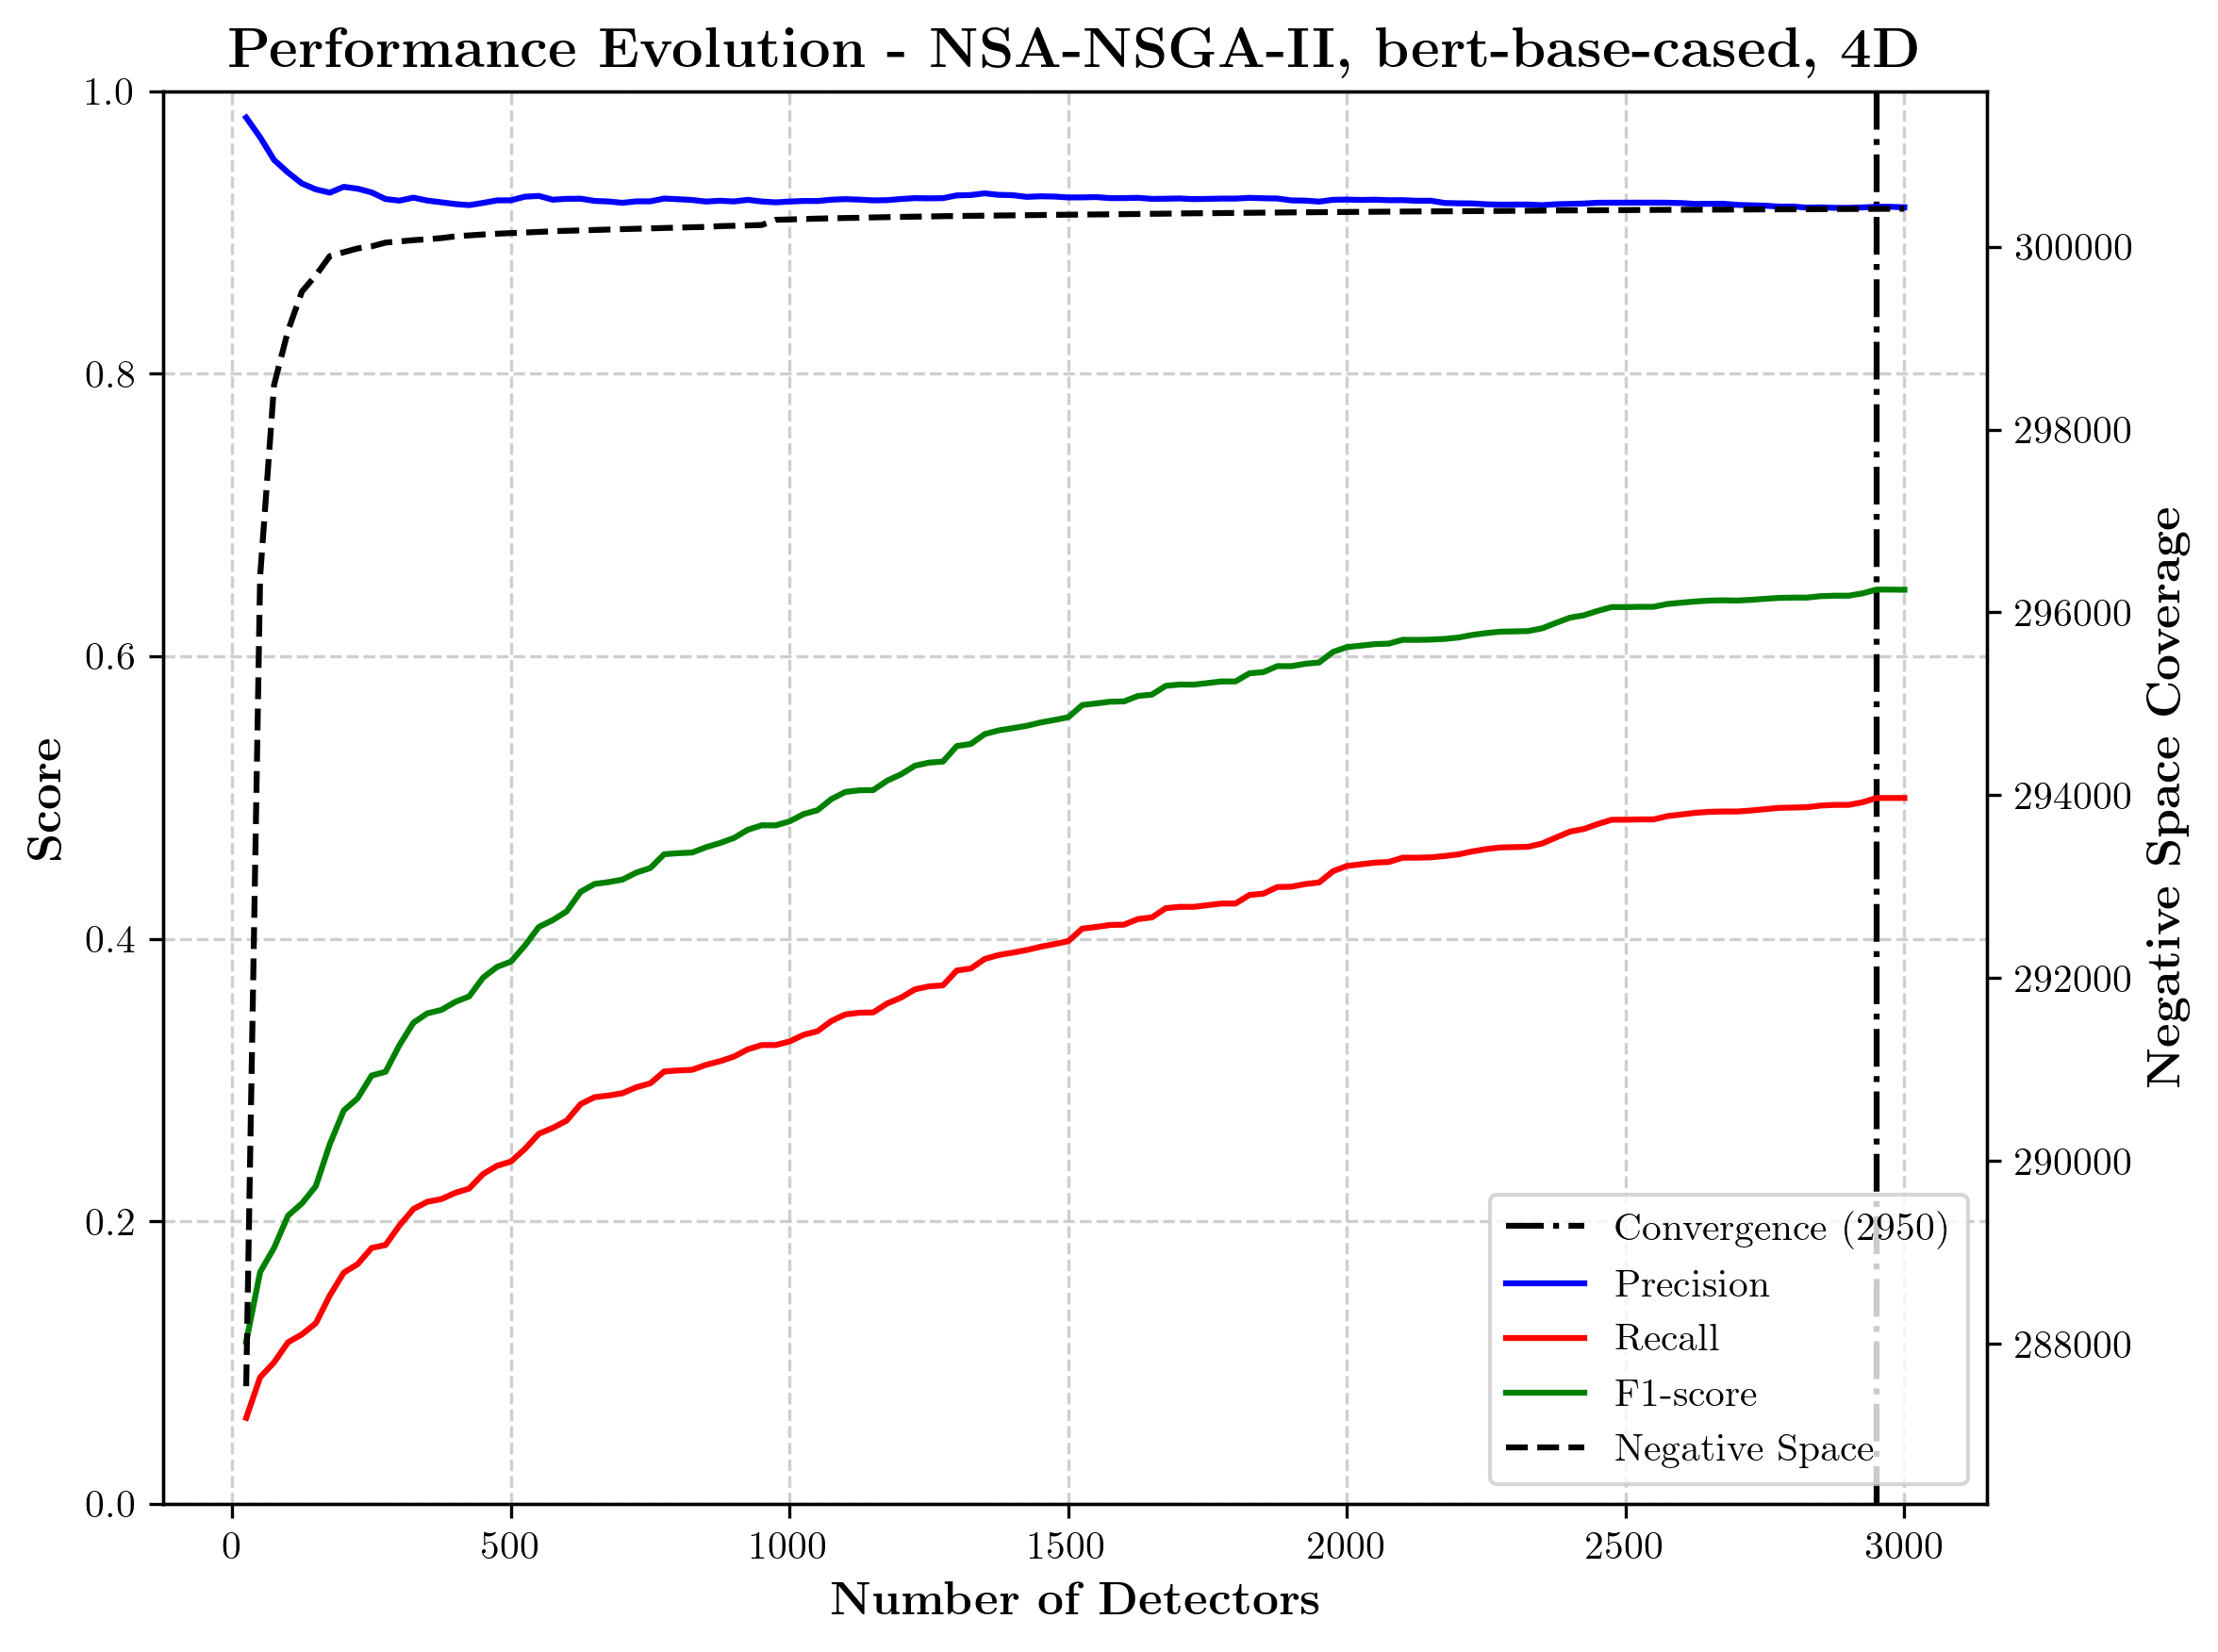 Performance Evolution - NSA-NSGA-II, bert-base-cased, 4D
1.0
0.8
0.6
0.4
0.2
0.0
Score
300000
298000
296000
294000
292000
290000
288000
Negative Space Coverage
Convergence (2950)
Precision
Recall
F1-score
Negative Space
0
500
1000
1500
2000
2500
3000
Number of Detectors